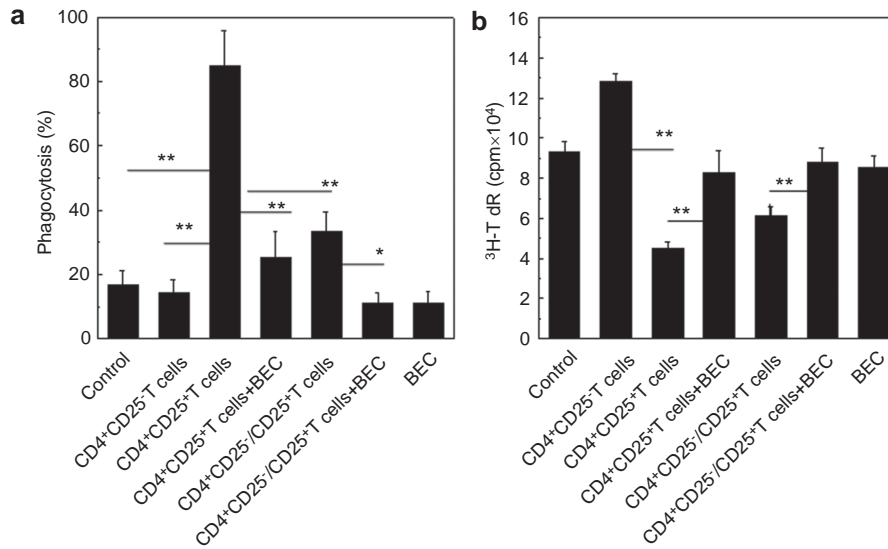 a
Phagocytosis (%)
100
80
60
40
20
0
**
**
**
**
*
Control
CD4⁺CD25⁻T cells
CD4⁺CD25⁺T cells
CD4⁺CD25⁺T cells+BEC
CD4⁺CD25⁻/CD25⁺T cells
CD4⁺CD25⁻/CD25⁺T cells+BEC
BEC
b
³H-T dR (cpm×10⁴)
16
14
12
10
8
6
4
2
0
**
**
**
Control
CD4⁺CD25⁻T cells
CD4⁺CD25⁺T cells
CD4⁺CD25⁺T cells+BEC
CD4⁺CD25⁻/CD25⁺T cells
CD4⁺CD25⁻/CD25⁺T cells+BEC
BEC